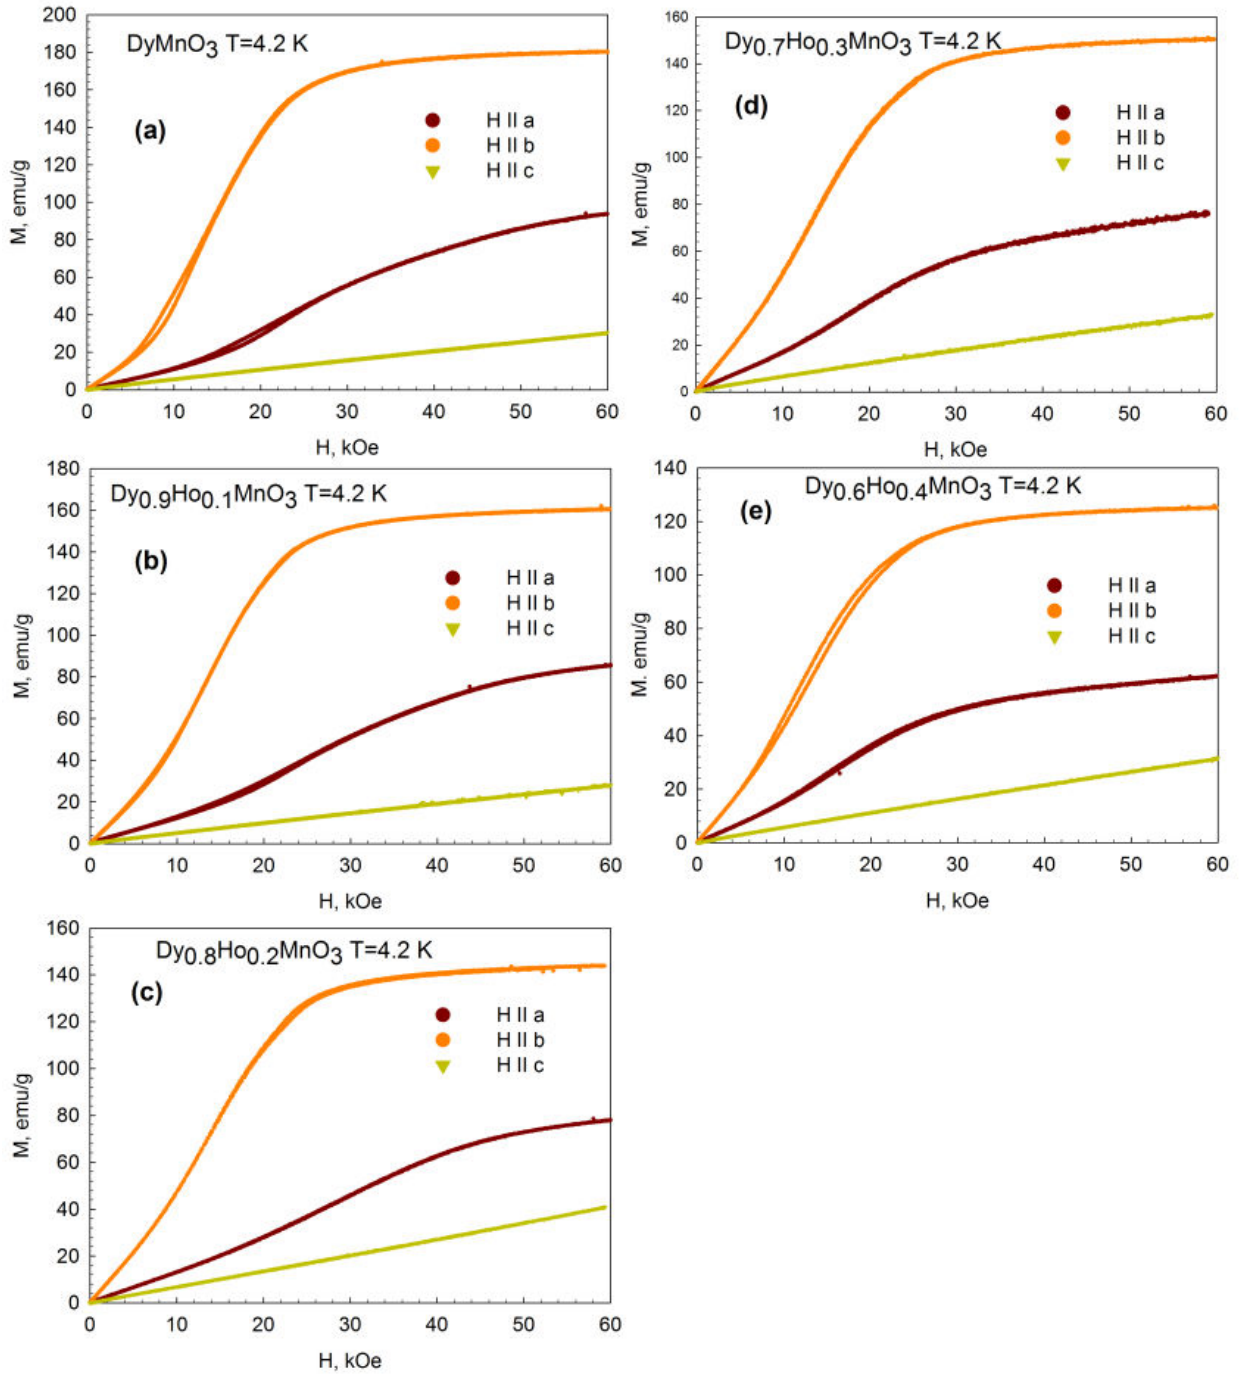 DyMnO3 T=4.2 K
(a)
H II a
H II b
H II c
M, emu/g
200
180
160
140
120
100
80
60
40
20
0
0 10 20 30 40 50 60
H, kOe
Dy0.9Ho0.1MnO3 T=4.2 K
(b)
H II a
H II b
H II c
M, emu/g
180
160
140
120
100
80
60
40
20
0
0 10 20 30 40 50 60
H, kOe
Dy0.8Ho0.2MnO3 T=4.2 K
(c)
H II a
H II b
H II c
M, emu/g
160
140
120
100
80
60
40
20
0
0 10 20 30 40 50 60
H, kOe
Dy0.7Ho0.3MnO3 T=4.2 K
(d)
H II a
H II b
H II c
M, emu/g
160
140
120
100
80
60
40
20
0
0 10 20 30 40 50 60
H, kOe
Dy0.6Ho0.4MnO3 T=4.2 K
(e)
H II a
H II b
H II c
M. emu/g
140
120
100
80
60
40
20
0
0 10 20 30 40 50 60
H, kOe